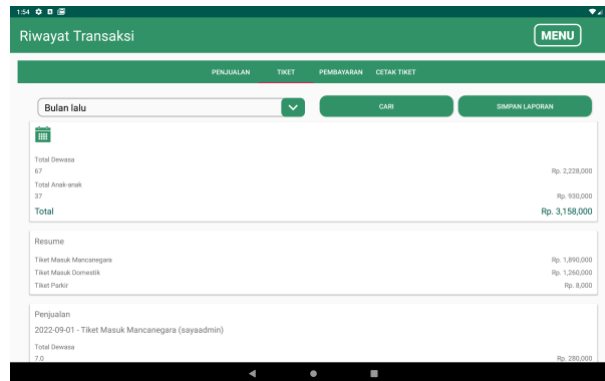 1:54
Riwayat Transaksi
MENU
PENJUALAN TIKET PEMBAYARAN CETAK TIKET
Bulan lalu
CARI
SIMPAN LAPORAN
Total Dewasa
67 Rp. 2,228,000
Total Anak-anak
37 Rp. 930,000
Total Rp. 3,158,000
Resume
Tiket Masuk Mancanegara Rp. 1,890,000
Tiket Masuk Domestik Rp. 1,260,000
Tiket Parkir Rp. 8,000
Penjualan
2022-09-01 - Tiket Masuk Mancanegara (sayaadmin)
Total Dewasa
7.0 Rp. 280,000